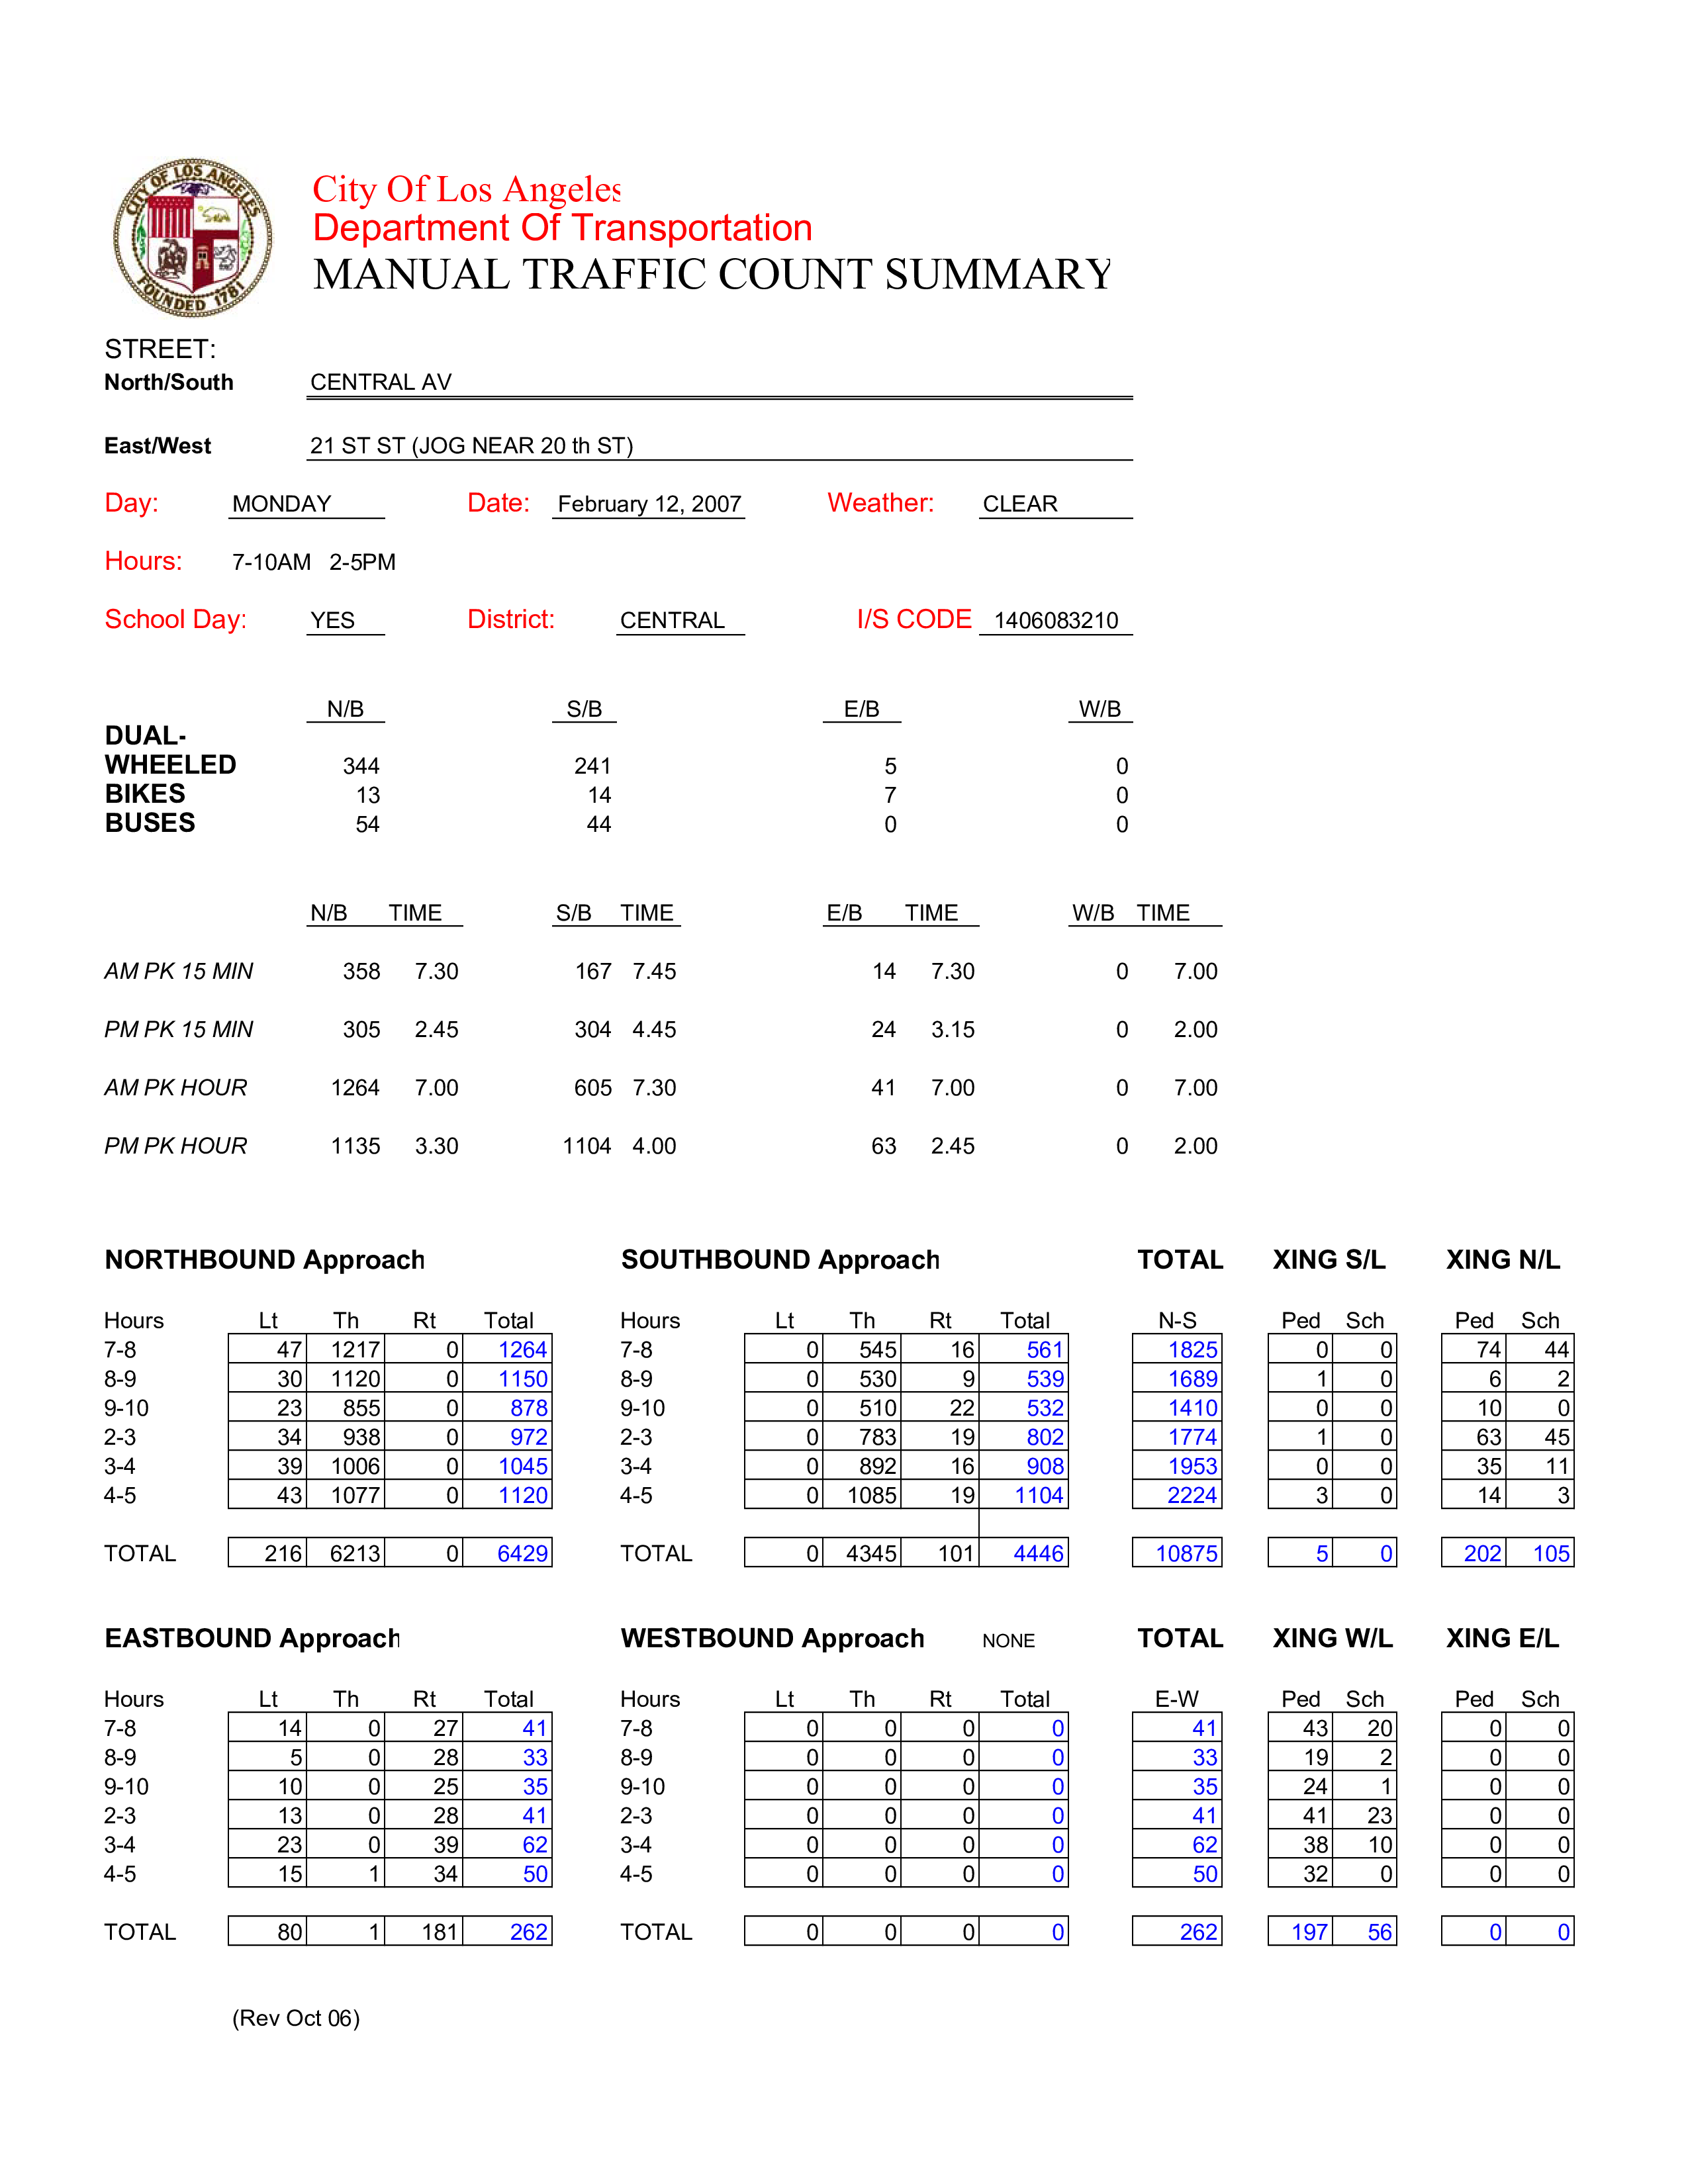 CITY OF LOS ANGELES
FOUNDED 1781
City Of Los Angeles
Department Of Transportation
MANUAL TRAFFIC COUNT SUMMARY
STREET:
North/South CENTRAL AV
East/West 21 ST ST (JOG NEAR 20 th ST)
Day: MONDAY Date: February 12, 2007 Weather: CLEAR
Hours: 7-10AM 2-5PM
School Day: YES District: CENTRAL I/S CODE 1406083210
N/B S/B E/B W/B
DUAL-
WHEELED 344 241 5 0
BIKES 13 14 7 0
BUSES 54 44 0 0
N/B TIME S/B TIME E/B TIME W/B TIME
AM PK 15 MIN 358 7.30 167 7.45 14 7.30 0 7.00
PM PK 15 MIN 305 2.45 304 4.45 24 3.15 0 2.00
AM PK HOUR 1264 7.00 605 7.30 41 7.00 0 7.00
PM PK HOUR 1135 3.30 1104 4.00 63 2.45 0 2.00
NORTHBOUND Approach SOUTHBOUND Approach TOTAL XING S/L XING N/L
Hours Lt Th Rt Total Hours Lt Th Rt Total N-S Ped Sch Ped Sch
7-8 47 1217 0 1264 7-8 0 545 16 561 1825 0 0 74 44
8-9 30 1120 0 1150 8-9 0 530 9 539 1689 1 0 6 2
9-10 23 855 0 878 9-10 0 510 22 532 1410 0 0 10 0
2-3 34 938 0 972 2-3 0 783 19 802 1774 1 0 63 45
3-4 39 1006 0 1045 3-4 0 892 16 908 1953 0 0 35 11
4-5 43 1077 0 1120 4-5 0 1085 19 1104 2224 3 0 14 3
TOTAL 216 6213 0 6429 TOTAL 0 4345 101 4446 10875 5 0 202 105
EASTBOUND Approach WESTBOUND Approach NONE TOTAL XING W/L XING E/L
Hours Lt Th Rt Total Hours Lt Th Rt Total E-W Ped Sch Ped Sch
7-8 14 0 27 41 7-8 0 0 0 0 41 43 20 0 0
8-9 5 0 28 33 8-9 0 0 0 0 33 19 2 0 0
9-10 10 0 25 35 9-10 0 0 0 0 35 24 1 0 0
2-3 13 0 28 41 2-3 0 0 0 0 41 41 23 0 0
3-4 23 0 39 62 3-4 0 0 0 0 62 38 10 0 0
4-5 15 1 34 50 4-5 0 0 0 0 50 32 0 0 0
TOTAL 80 1 181 262 TOTAL 0 0 0 0 262 197 56 0 0
(Rev Oct 06)